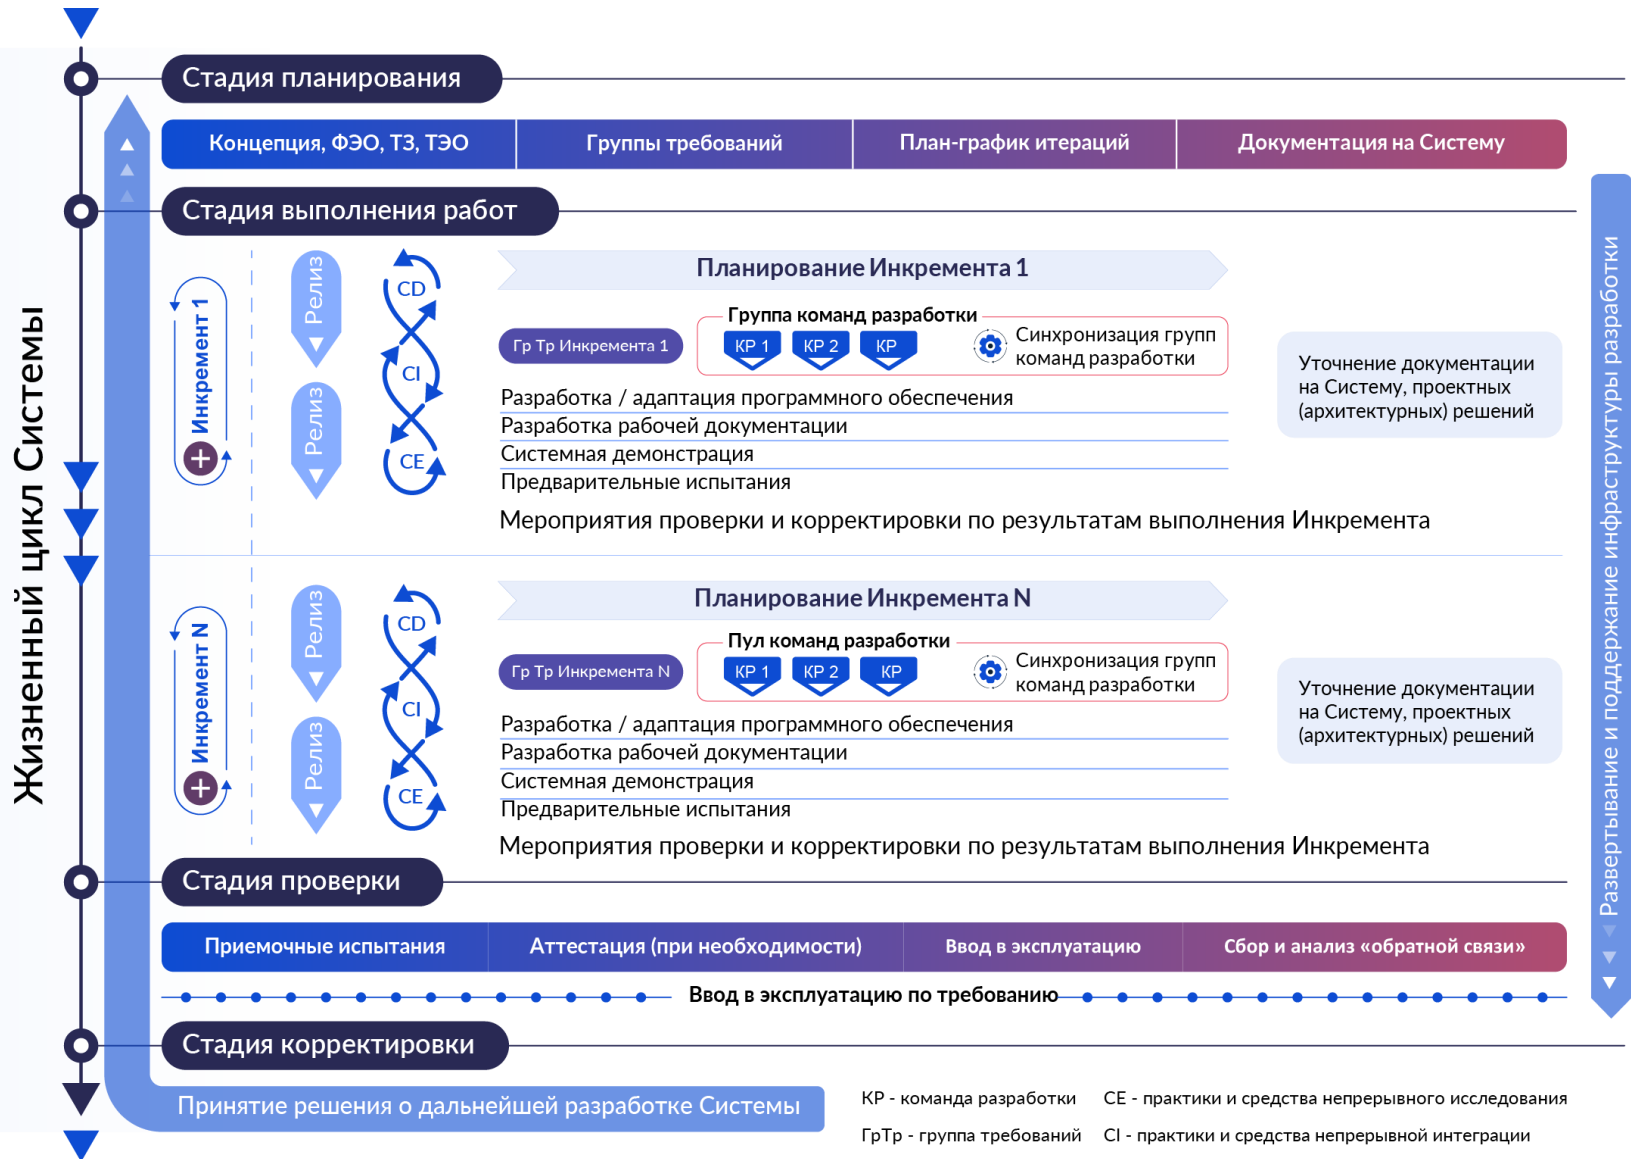 Жизненный цикл Системы
Стадия планирования
Концепция, ФЭО, ТЗ, ТЭО
Группы требований
План-график итераций
Документация на Систему
Стадия выполнения работ
Инкремент 1
Релиз
Релиз
CD
CI
CE
Планирование Инкремента 1
Гр Тр Инкремента 1
Группа команд разработки
КР 1
КР 2
КР
Синхронизация групп
команд разработки
Разработка / адаптация программного обеспечения
Разработка рабочей документации
Системная демонстрация
Предварительные испытания
Уточнение документации
на Систему, проектных
(архитектурных) решений
Мероприятия проверки и корректировки по результатам выполнения Инкремента
Инкремент N
Релиз
Релиз
CD
CI
CE
Планирование Инкремента N
Гр Тр Инкремента N
Пул команд разработки
КР 1
КР 2
КР
Синхронизация групп
команд разработки
Разработка / адаптация программного обеспечения
Разработка рабочей документации
Системная демонстрация
Предварительные испытания
Уточнение документации
на Систему, проектных
(архитектурных) решений
Мероприятия проверки и корректировки по результатам выполнения Инкремента
Развертывание и поддержание инфраструктуры разработки
Стадия проверки
Приемочные испытания
Аттестация (при необходимости)
Ввод в эксплуатацию
Сбор и анализ «обратной связи»
Ввод в эксплуатацию по требованию
Стадия корректировки
Принятие решения о дальнейшей разработке Системы
КР - команда разработки
CE - практики и средства непрерывного исследования
ГрТр - группа требований
CI - практики и средства непрерывной интеграции